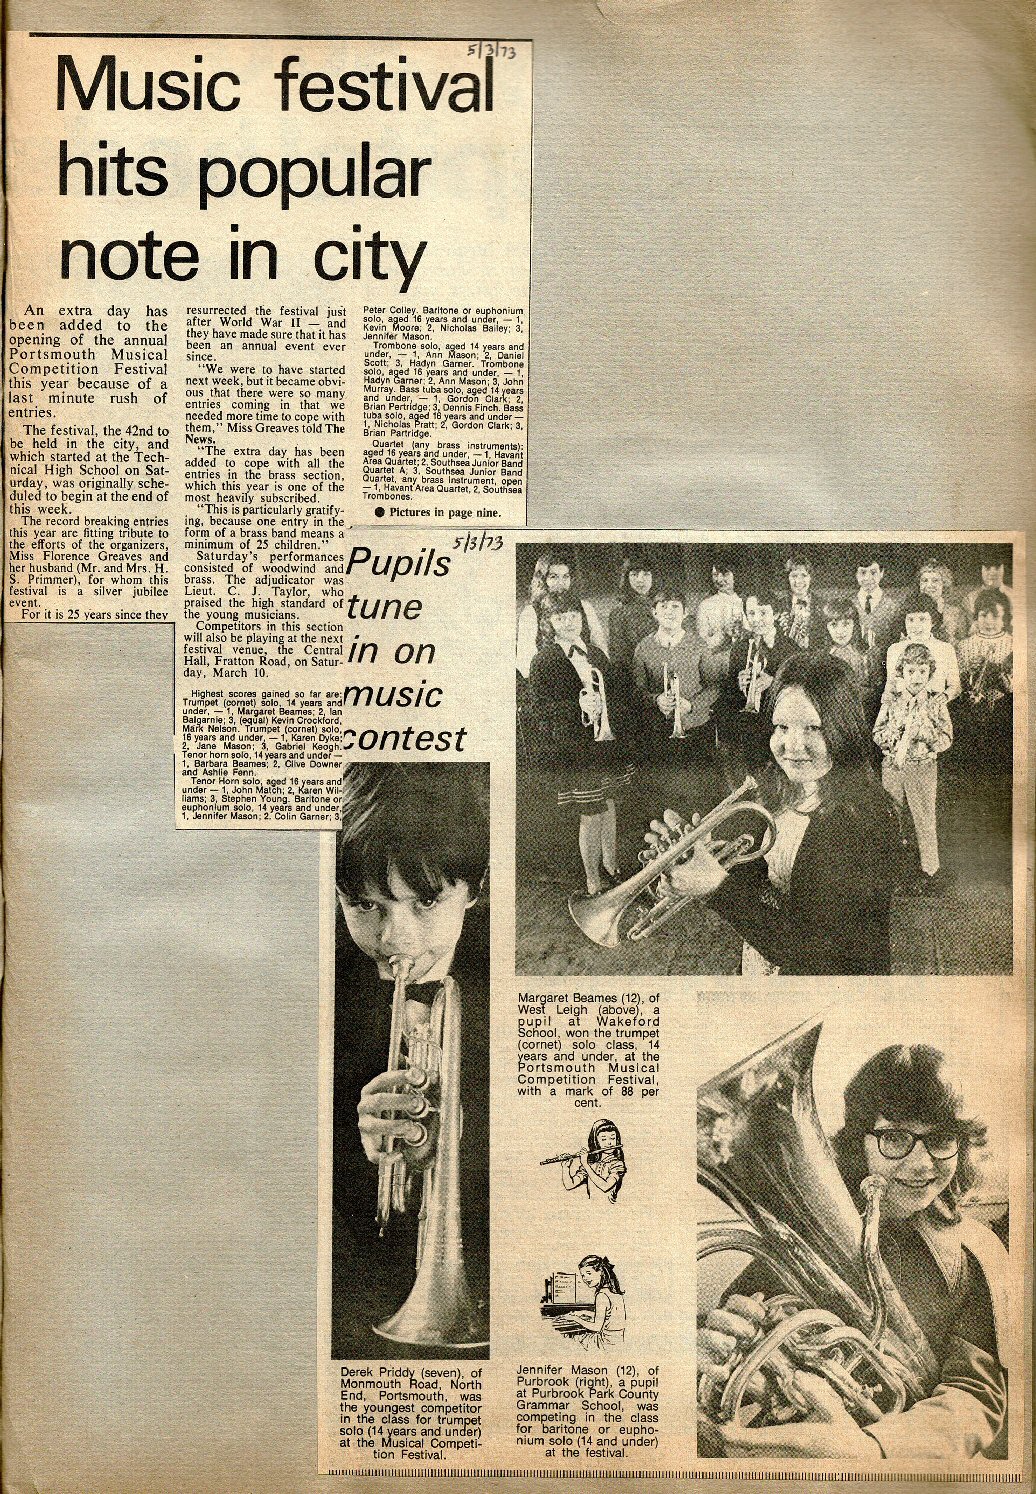 5/3/73
Music festival
hits popular
note in city
An extra day has
been added to the
opening of the annual
Portsmouth Musical
Competition Festival
this year because of a
last minute rush of
entries.
The festival, the 42nd to
be held in the city, and
which started at the Tech-
nical High School on Sat-
urday, was originally sche-
duled to begin at the end of
this week.
The record breaking entries
this year are fitting tribute to
the efforts of the organizers,
Miss Florence Greaves and
her husband (Mr. and Mrs. H.
S. Primmer), for whom this
festival is a silver jubilee
event.
For it is 25 years since they
resurrected the festival just
after World War II — and
they have made sure that it has
been an annual event ever
since.
"We were to have started
next week, but it became obvi-
ous that there were so many
entries coming in that we
needed more time to cope with
them," Miss Greaves told The
News.
"The extra day has been
added to cope with all the
entries in the brass section,
which this year is one of the
most heavily subscribed.
"This is particularly gratify-
ing, because one entry in the
form of a brass band means a
minimum of 25 children."
Saturday's performances
consisted of woodwind and
brass. The adjudicator was
Lieut. C. J. Taylor, who
praised the high standard of
the young musicians.
Competitors in this section
will also be playing at the next
festival venue, the Central
Hall, Fratton Road, on Satur-
day, March 10.
Highest scores gained so far are:
Trumpet (cornet) solo, 14 years and
under, — 1, Margaret Beames; 2, Ian
Balgarnie; 3, (equal) Kevin Crockford,
Mark Nelson. Trumpet (cornet) solo,
16 years and under, — 1, Karen Dyke;
2, Jane Mason; 3, Gabriel Keogh.
Tenor horn solo, 14 years and under —
1, Barbara Beames; 2, Clive Downer
and Ashlie Fenn.
Tenor Horn solo, aged 16 years and
under — 1, John Match; 2, Karen Wil-
liams; 3, Stephen Young. Baritone or
euphonium solo, 14 years and under,
1, Jennifer Mason; 2. Colin Garner; 3,
Peter Colley. Baritone or euphonium
solo, aged 16 years and under, — 1,
Kevin Moore; 2, Nicholas Bailey; 3,
Jennifer Mason.
Trombone solo, aged 14 years and
under, — 1, Ann Mason; 2, Daniel
Scott; 3, Hadyn Garner. Trombone
solo, aged 16 years and under, — 1,
Hadyn Garner; 2, Ann Mason; 3, John
Murray. Bass tuba solo, aged 14 years
and under, — 1, Gordon Clark; 2,
Brian Pertridge; 3, Dennis Finch. Bass
tuba solo, aged 16 years and under —
1, Nicholas Pratt; 2, Gordon Clark; 3,
Brian Partridge.
Quartet (any brass instruments);
aged 16 years and under, — 1, Havant
Area Quartet; 2, Southsea Junior Band
Quartet A; 3, Southsea Junior Band
Quartet, any brass instrument, open
— 1, Havant Area Quartet, 2, Southsea
Trombones.
● Pictures in page nine.
5/3/73
Pupils
tune
in on
music
contest
Margaret Beames (12), of
West Leigh (above), a
pupil at Wakeford
School, won the trumpet
(cornet) solo class, 14
years and under, at the
Portsmouth Musical
Competition Festival,
with a mark of 88 per
cent.
Derek Priddy (seven), of
Monmouth Road, North
End, Portsmouth, was
the youngest competitor
in the class for trumpet
solo (14 years and under)
at the Musical Competi-
tion Festival.
Jennifer Mason (12), of
Purbrook (right), a pupil
at Purbrook Park County
Grammar School, was
competing in the class
for baritone or eupho-
nium solo (14 and under)
at the festival.